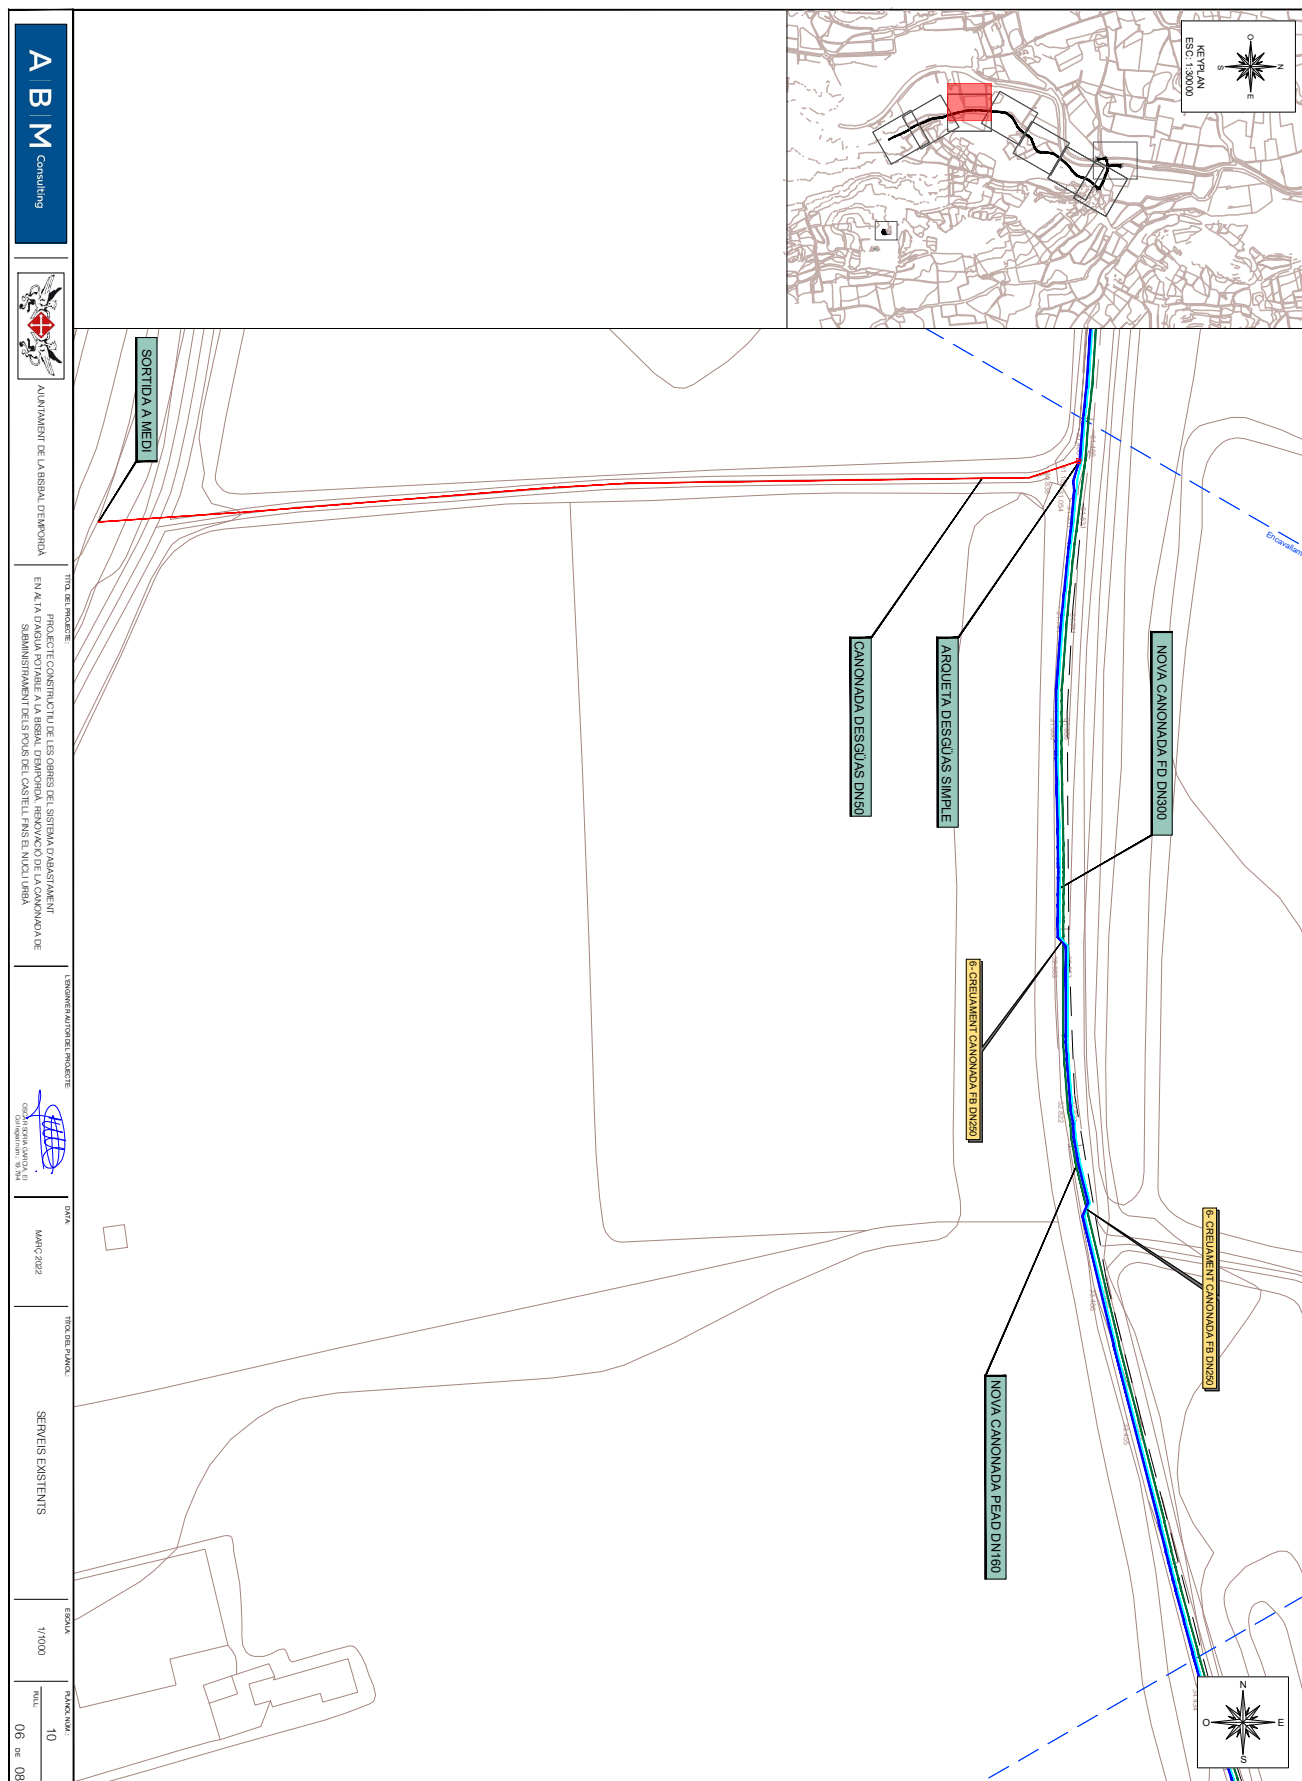 KEYPLAN
ESC: 1:30000
N
E
S
O
SORTIDA A MEDI
CANONADA DESGÜAS DN50
ARQUETA DESGÜAS SIMPLE
NOVA CANONADA FD DN300
6- CREUAMENT CANONADA FB DN250
6- CREUAMENT CANONADA FB DN250
NOVA CANONADA PEAD DN160
32.622
N
E
S
O
A B M Consulting
AJUNTAMENT DE LA BISBAL D'EMPORDÀ
TÍTOL DEL PROJECTE:
PROJECTE CONSTRUCTIU DE LES OBRES DEL SISTEMA D'ABASTAMENT
EN ALTA D'AIGUA POTABLE A LA BISBAL D'EMPORDÀ. RENOVACIÓ DE LA CANONADA DE
SUBMINISTRAMENT DELS POUS DEL CASTELL FINS EL NUCLI URBÀ
L'ENGINYER AUTOR DEL PROJECTE:
DATA:
MARÇ 2022
TÍTOL DEL PLÀNOL:
SERVEIS EXISTENTS
ESCALA:
1/1000
PLÀNOL NÚM.:
10
FULL:
06 DE 08